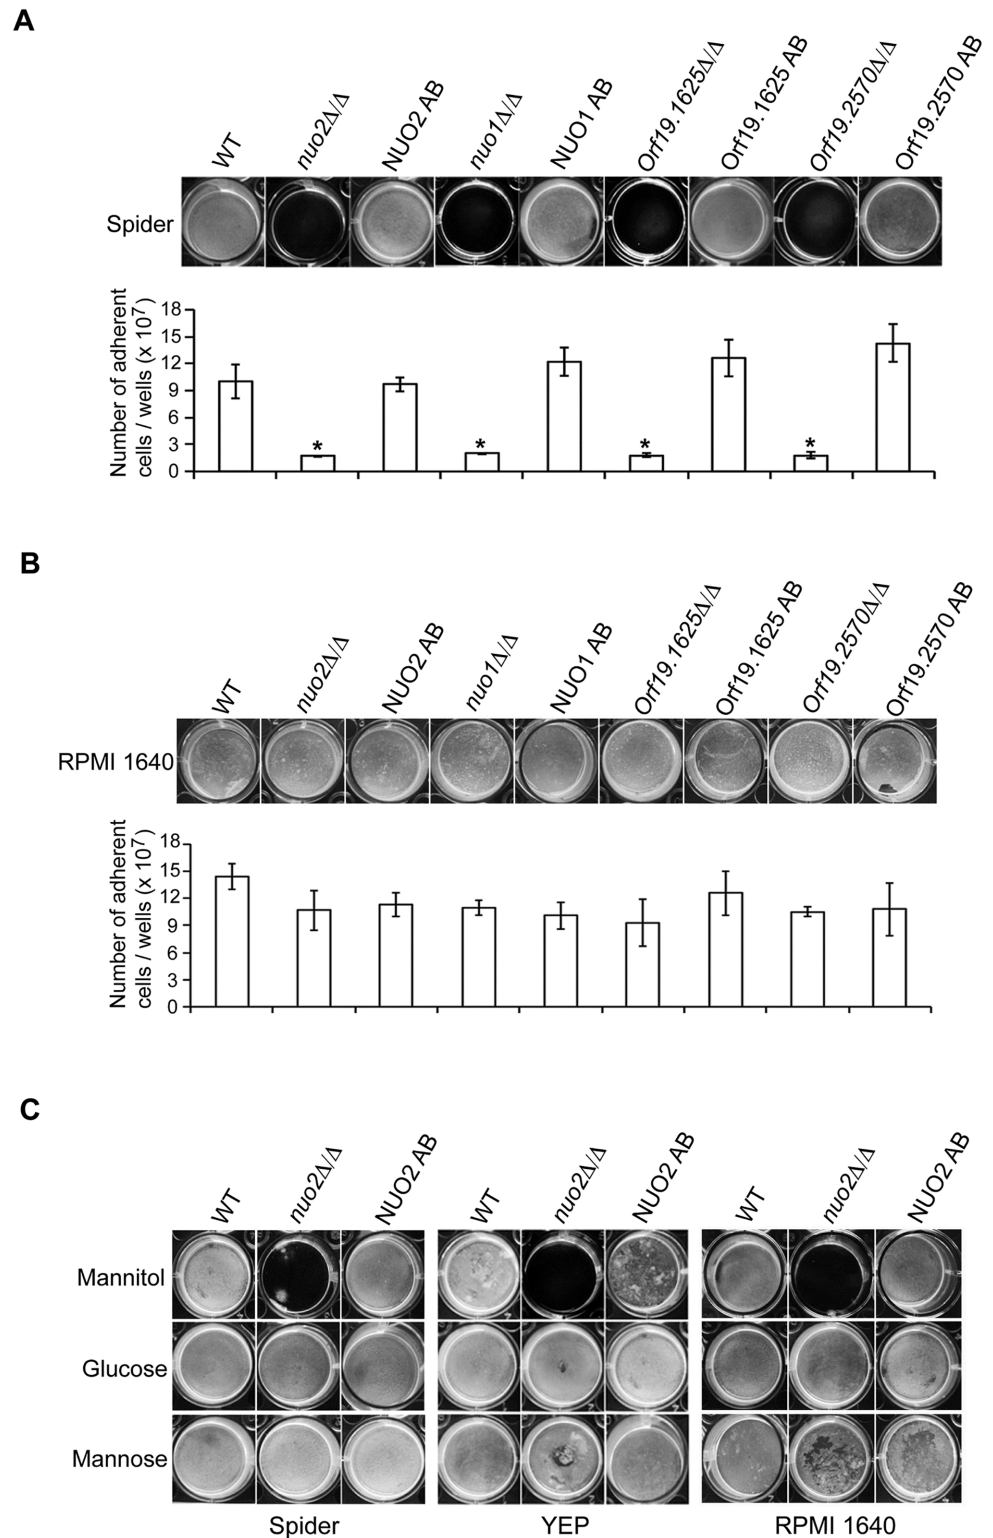 A
WT
nuo2Δ/Δ
NUO2 AB
nuo1Δ/Δ
NUO1 AB
Orf19.1625Δ/Δ
Orf19.1625 AB
Orf19.2570Δ/Δ
Orf19.2570 AB
Spider
Number of adherent
cells / wells (x 10⁷)
18
15
12
9
6
3
0
*
*
*
*
B
WT
nuo2Δ/Δ
NUO2 AB
nuo1Δ/Δ
NUO1 AB
Orf19.1625Δ/Δ
Orf19.1625 AB
Orf19.2570Δ/Δ
Orf19.2570 AB
RPMI 1640
Number of adherent
cells / wells (x 10⁷)
18
15
12
9
6
3
0
C
WT
nuo2Δ/Δ
NUO2 AB
WT
nuo2Δ/Δ
NUO2 AB
WT
nuo2Δ/Δ
NUO2 AB
Mannitol
Glucose
Mannose
Spider
YEP
RPMI 1640